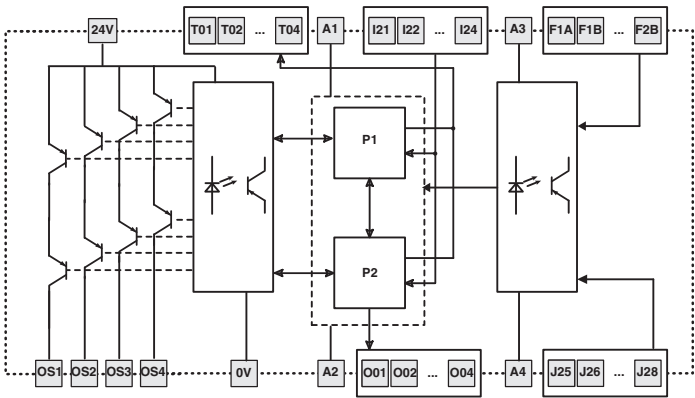 24V T01 T02 ... T04 A1 I21 I22 ... I24 A3 F1A F1B ... F2B
P1
P2
OS1 OS2 OS3 OS4 0V A2 O01 O02 ... O04 A4 J25 J26 ... J28